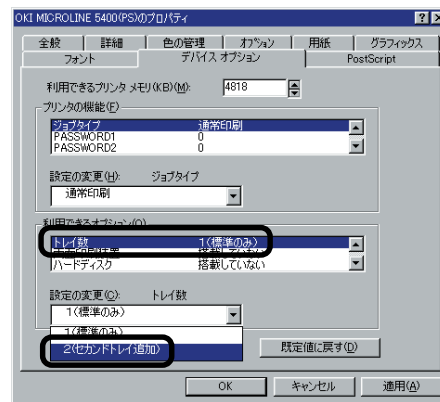 OKI MICROLINE 5400(PS)のプロパティ
全般 詳細 色の管理 オプション 用紙 グラフィックス
フォント デバイス オプション PostScript
利用できるプリンタ メモリ(KB)(M): 4818
プリンタの機能(F)
ジョブタイプ 通常印刷
PASSWORD1 0
PASSWORD2 0
設定の変更(H): ジョブタイプ
通常印刷
利用できるオプション(O)
トレイ数 1(標準のみ)
搭載していない
ハードディスク 搭載していない
設定の変更(C): トレイ数
1(標準のみ)
1(標準のみ)
2(セカンドトレイ追加)
既定値に戻す(D)
OK キャンセル 適用(A)